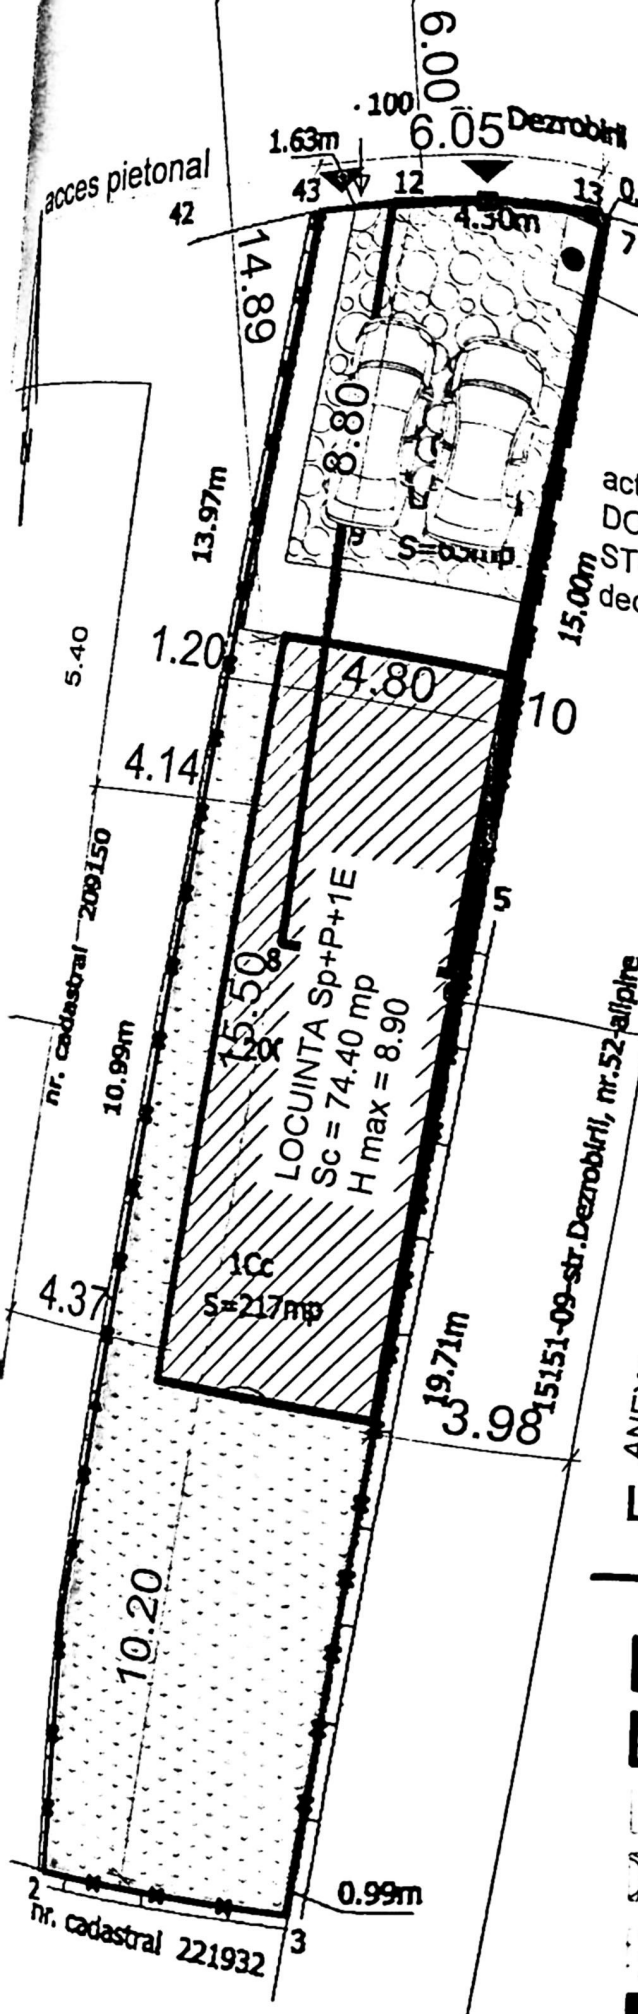 6.00
.100
6.05
Dezrobirii
1.63m
acces pietonal
42
43
12
13
0.
7
4.30m
14.89
8.80
13.97m
9
S=65mp
15.00m
act
DO
ST
dec
5.40
1.20
4.80
10
4.14
5
nr. cadastral 209150
8
15.50
LOCUINTA Sp+P+1E
Sc = 74.40 mp
H max = 8.90
10.99m
1Cc
S=217mp
4.37
19.71m
15151-09-str.Dezrobirii, nr.52-alipire
3.98
10.20
2
0.99m
3
nr. cadastral 221932